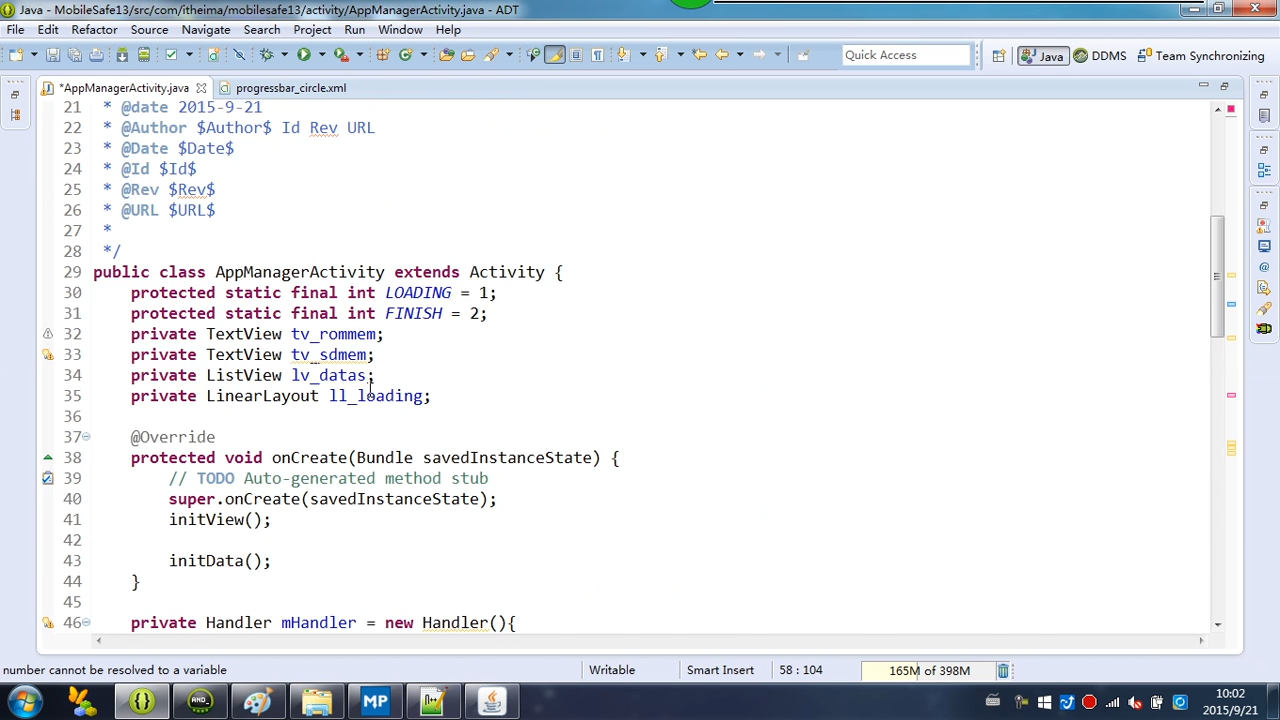 Java - MobileSafe13/src/com/itheima/mobilesafe13/activity/AppManagerActivity.java - ADT
File Edit Refactoring Source Navigate Search Project Run Window Help
Quick Access Java DDMS Team Synchronizing
*AppManagerActivity.java progressbar_circle.xml
21 * @date 2015-9-21
22 * @Author $Author$ Id Rev URL
23 * @Date $Date$
24 * @Id $Id$
25 * @Rev $Rev$
26 * @URL $URL$
27 *
28 */
29 public class AppManagerActivity extends Activity {
30 protected static final int LOADING = 1;
31 protected static final int FINISH = 2;
32 private TextView tv_rommem;
33 private TextView tv_sdmem;
34 private ListView lv_datas;
35 private LinearLayout ll_loading;
36
37 @Override
38 protected void onCreate(Bundle savedInstanceState) {
39 // TODO Auto-generated method stub
40 super.onCreate(savedInstanceState);
41 initView();
42
43 initData();
44 }
45
46 private Handler mHandler = new Handler(){
number cannot be resolved to a variable Writable Smart Insert 58 : 104 165M of 398M
MP
10:02
2015/9/21